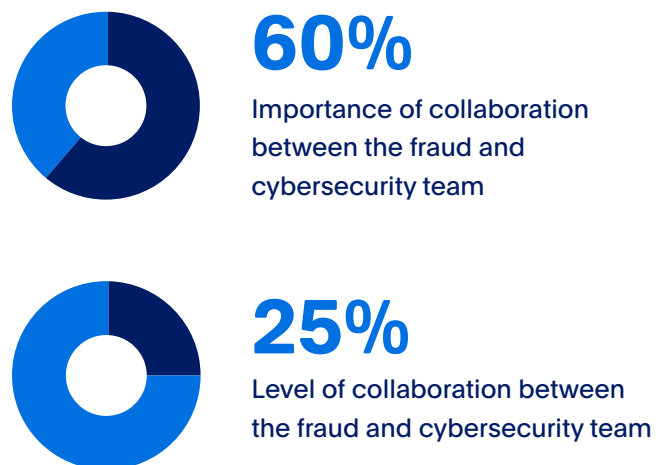 60%
Importance of collaboration
between the fraud and
cybersecurity team
25%
Level of collaboration between
the fraud and cybersecurity team